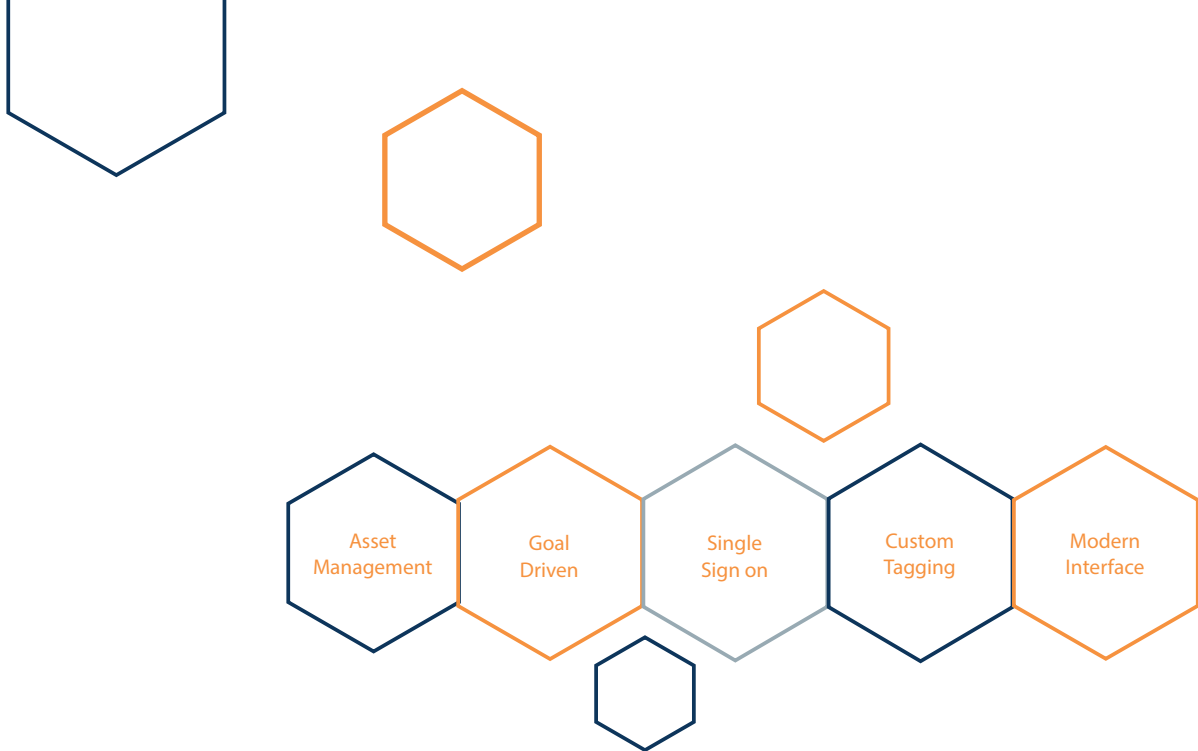 Asset
Management
Goal
Driven
Single
Sign on
Custom
Tagging
Modern
Interface